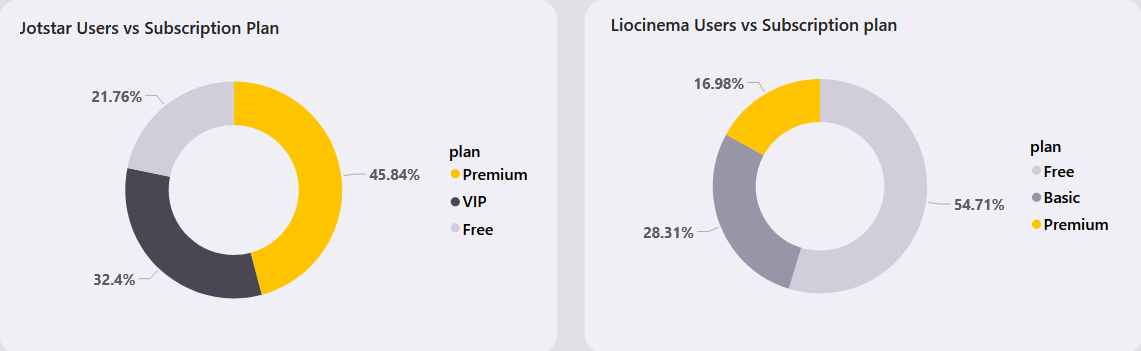 Jotstar Users vs Subscription Plan
21.76%
45.84%
32.4%
plan
Premium
VIP
Free
Liocinema Users vs Subscription plan
16.98%
54.71%
28.31%
plan
Free
Basic
Premium